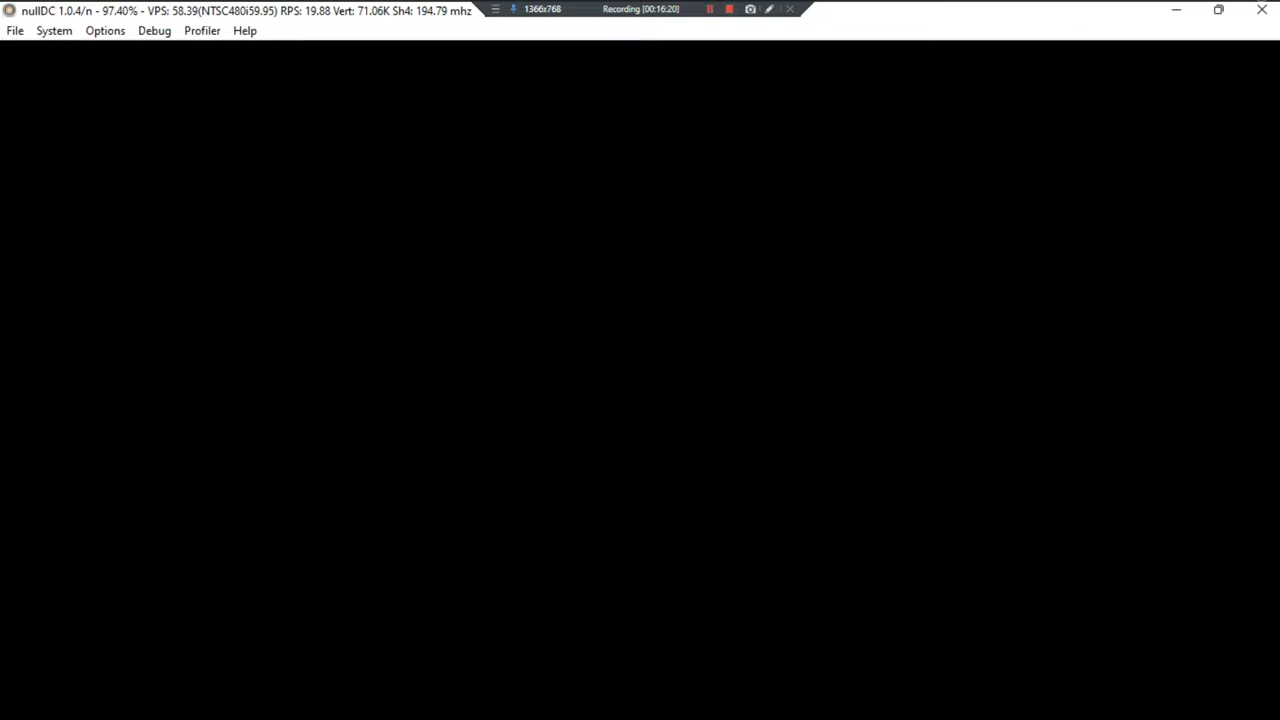 nullDC 1.0.4/n - 97.40% - VPS: 58.39(NTSC480i59.95) RPS: 19.88 Vert: 71.06K Sh4: 194.79 mhz
1366x768
Recording [00:16:20]
File System Options Debug Profiler Help